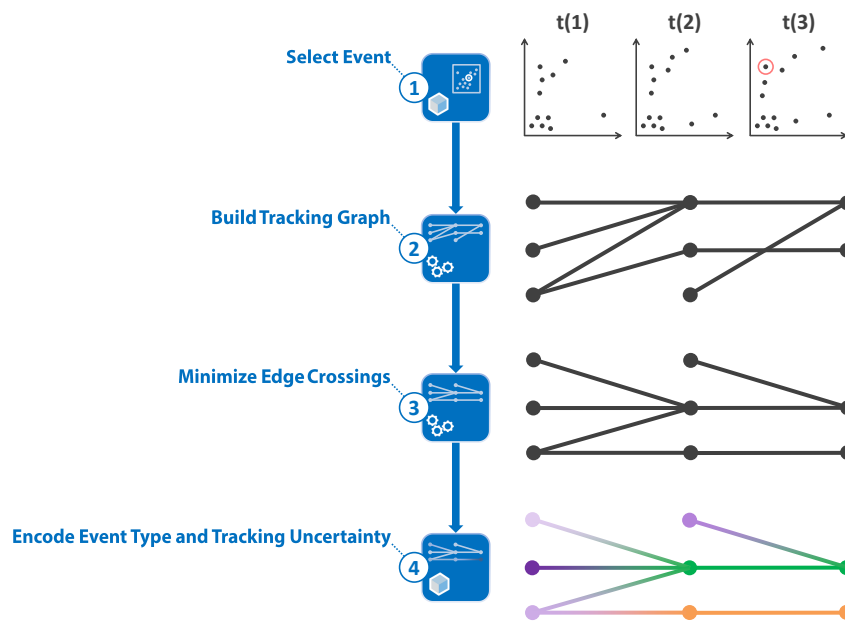 t(1) t(2) t(3)
Select Event
1
Build Tracking Graph
2
Minimize Edge Crossings
3
Encode Event Type and Tracking Uncertainty
4